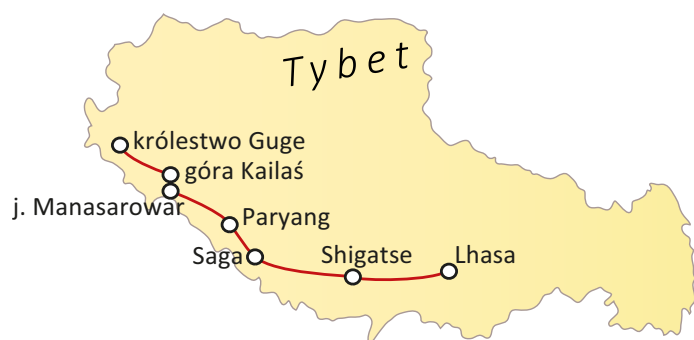 Tybet
królestwo Guge
góra Kailaś
j. Manasarowar
Paryang
Saga
Shigatse
Lhasa